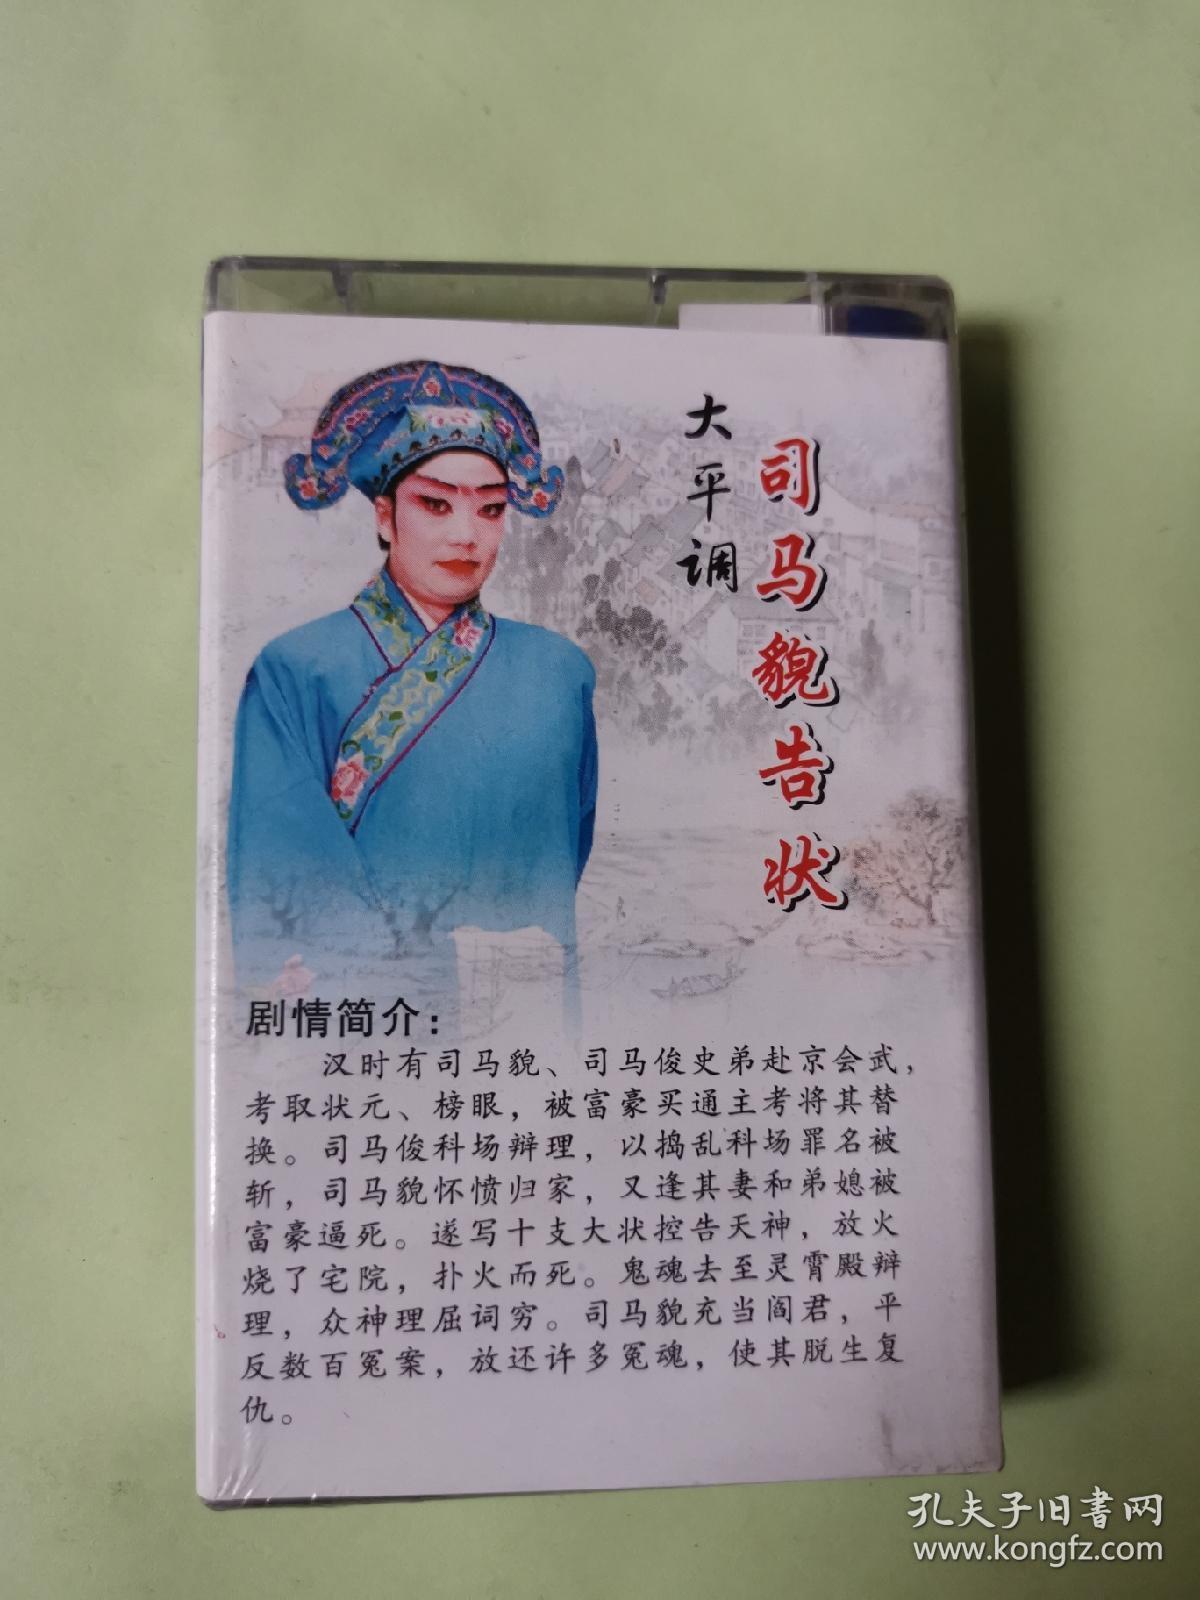 大平调
司马貌告状
剧情简介：
汉时有司马貌、司马俊史弟赴京会武，
考取状元、榜眼，被富豪买通主考将其替
换。司马俊科场辩理，以捣乱科场罪名被
斩，司马貌怀愤归家，又逢其妻和弟媳被
富豪逼死。遂写十支大状控告天神，放火
烧了宅院，扑火而死。鬼魂去至灵霄殿辩
理，众神理屈词穷。司马貌充当阎君，平
反数百冤案，放还许多冤魂，使其脱生复
仇。
孔夫子旧书网
www.kongfz.com